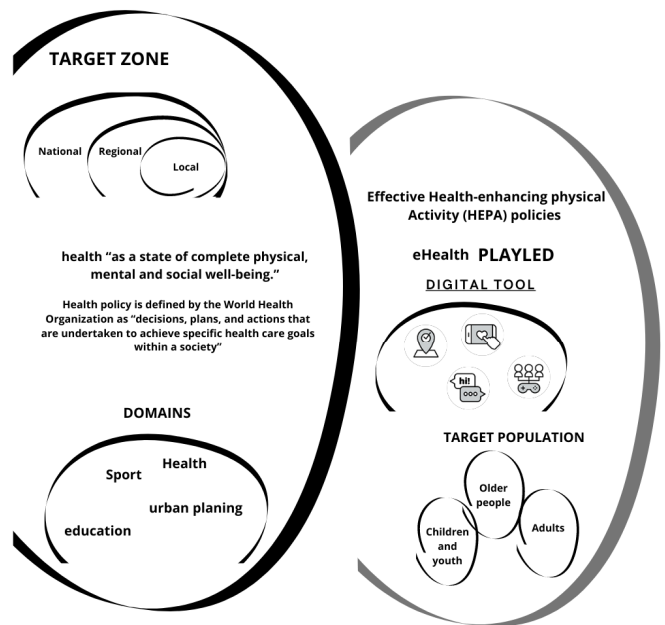 TARGET ZONE
National
Regional
Local
health “as a state of complete physical,
mental and social well-being.”
Health policy is defined by the World Health
Organization as “decisions, plans, and actions that
are undertaken to achieve specific health care goals
within a society”
DOMAINS
Sport
Health
urban planing
education
Effective Health-enhancing physical
Activity (HEPA) policies
eHealth PLAYLED
DIGITAL TOOL
hi!
TARGET POPULATION
Older
people
Children
and
youth
Adults